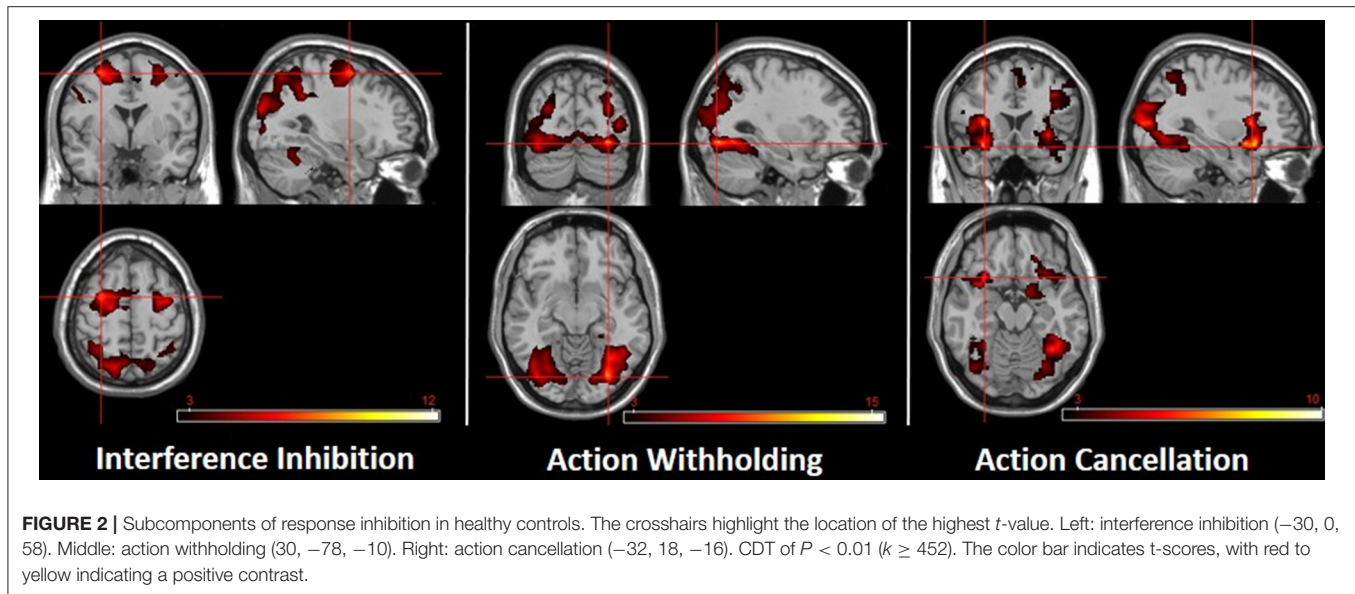 3 12
Interference Inhibition
3 15
Action Withholding
3 10
Action Cancellation
FIGURE 2 | Subcomponents of response inhibition in healthy controls. The crosshairs highlight the location of the highest t-value. Left: interference inhibition (−30, 0,
58). Middle: action withholding (30, −78, −10). Right: action cancellation (−32, 18, −16). CDT of P < 0.01 (k ≥ 452). The color bar indicates t-scores, with red to
yellow indicating a positive contrast.